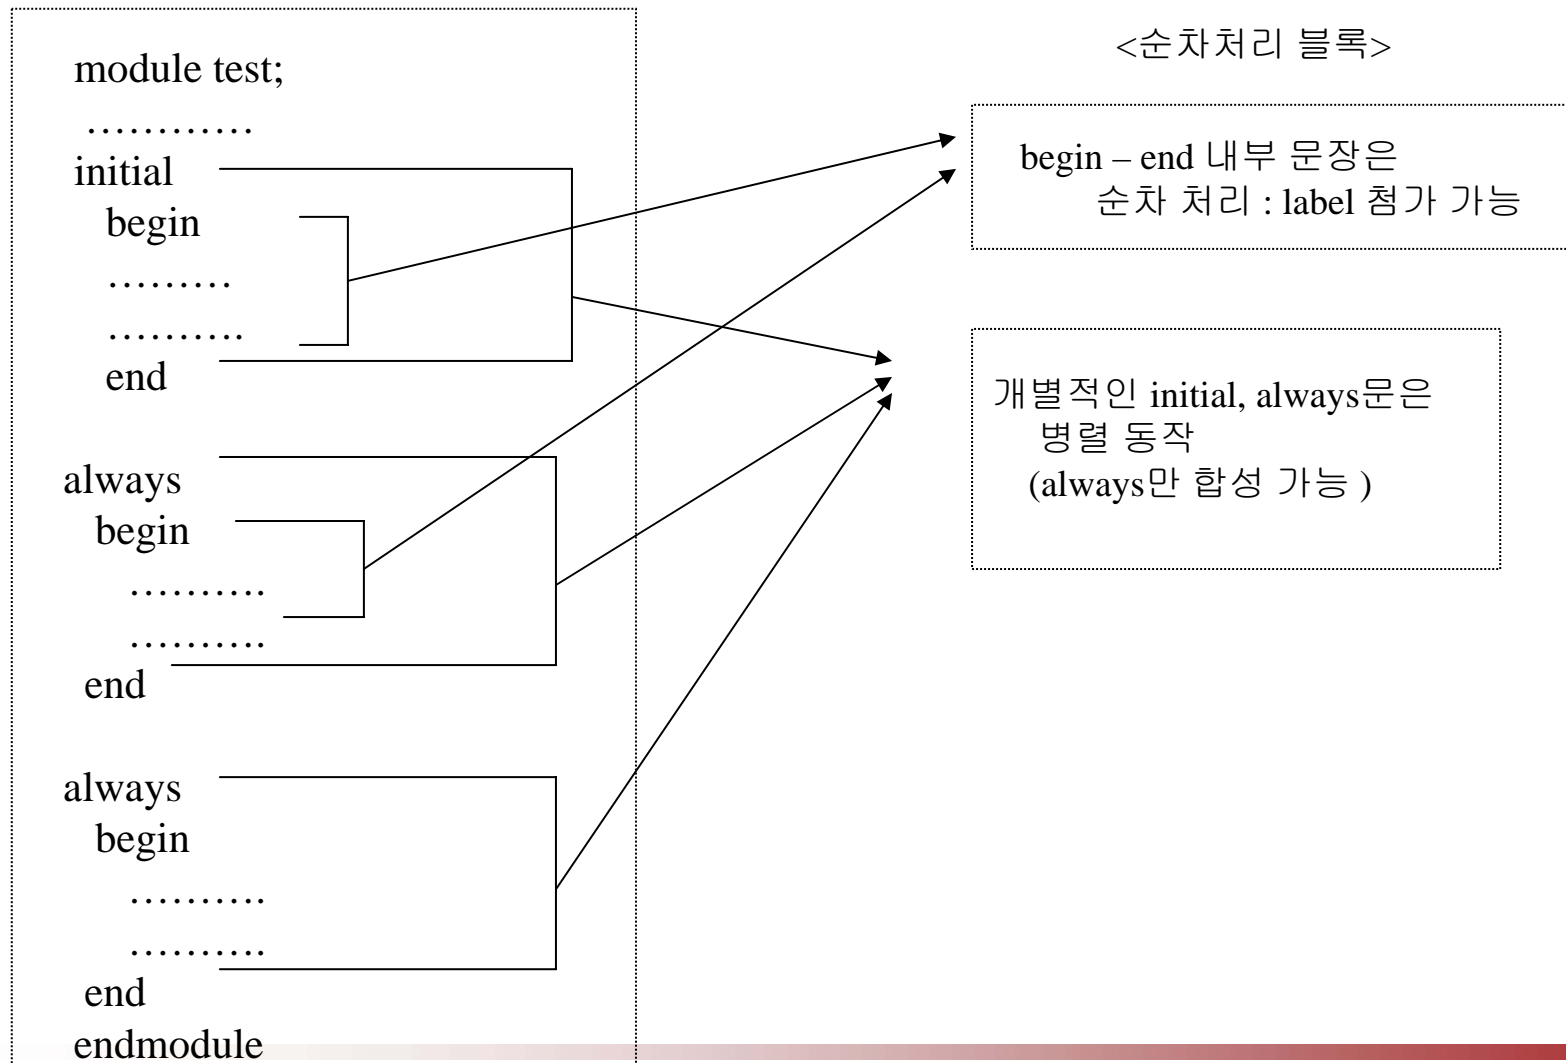 module test;
…………
initial
begin
………
……….
end
always
begin
……….
……….
end
always
begin
……….
……….
end
endmodule
<순차처리 블록>
begin – end 내부 문장은
순차 처리 : label 첨가 가능
개별적인 initial, always문은
병렬 동작
(always만 합성 가능 )